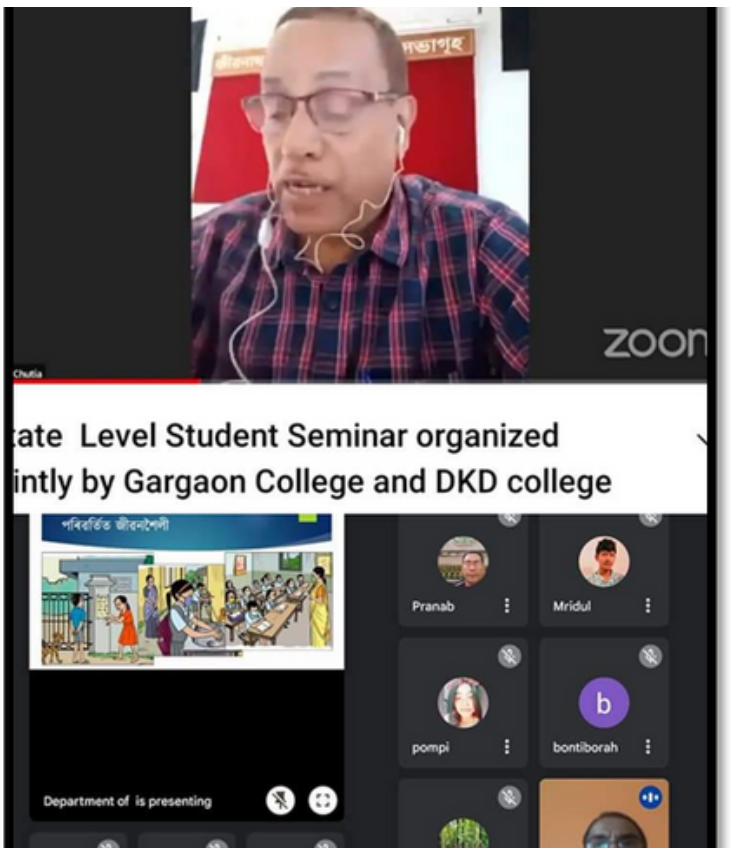 সভাগৃহ
zoom
Chutia
tate Level Student Seminar organized
intly by Gargaon College and DKD college
পৰিৱৰ্তিত জীৱনশৈলী
Pranab
Mridul
pompi
b
bontiborah
Department of is presenting